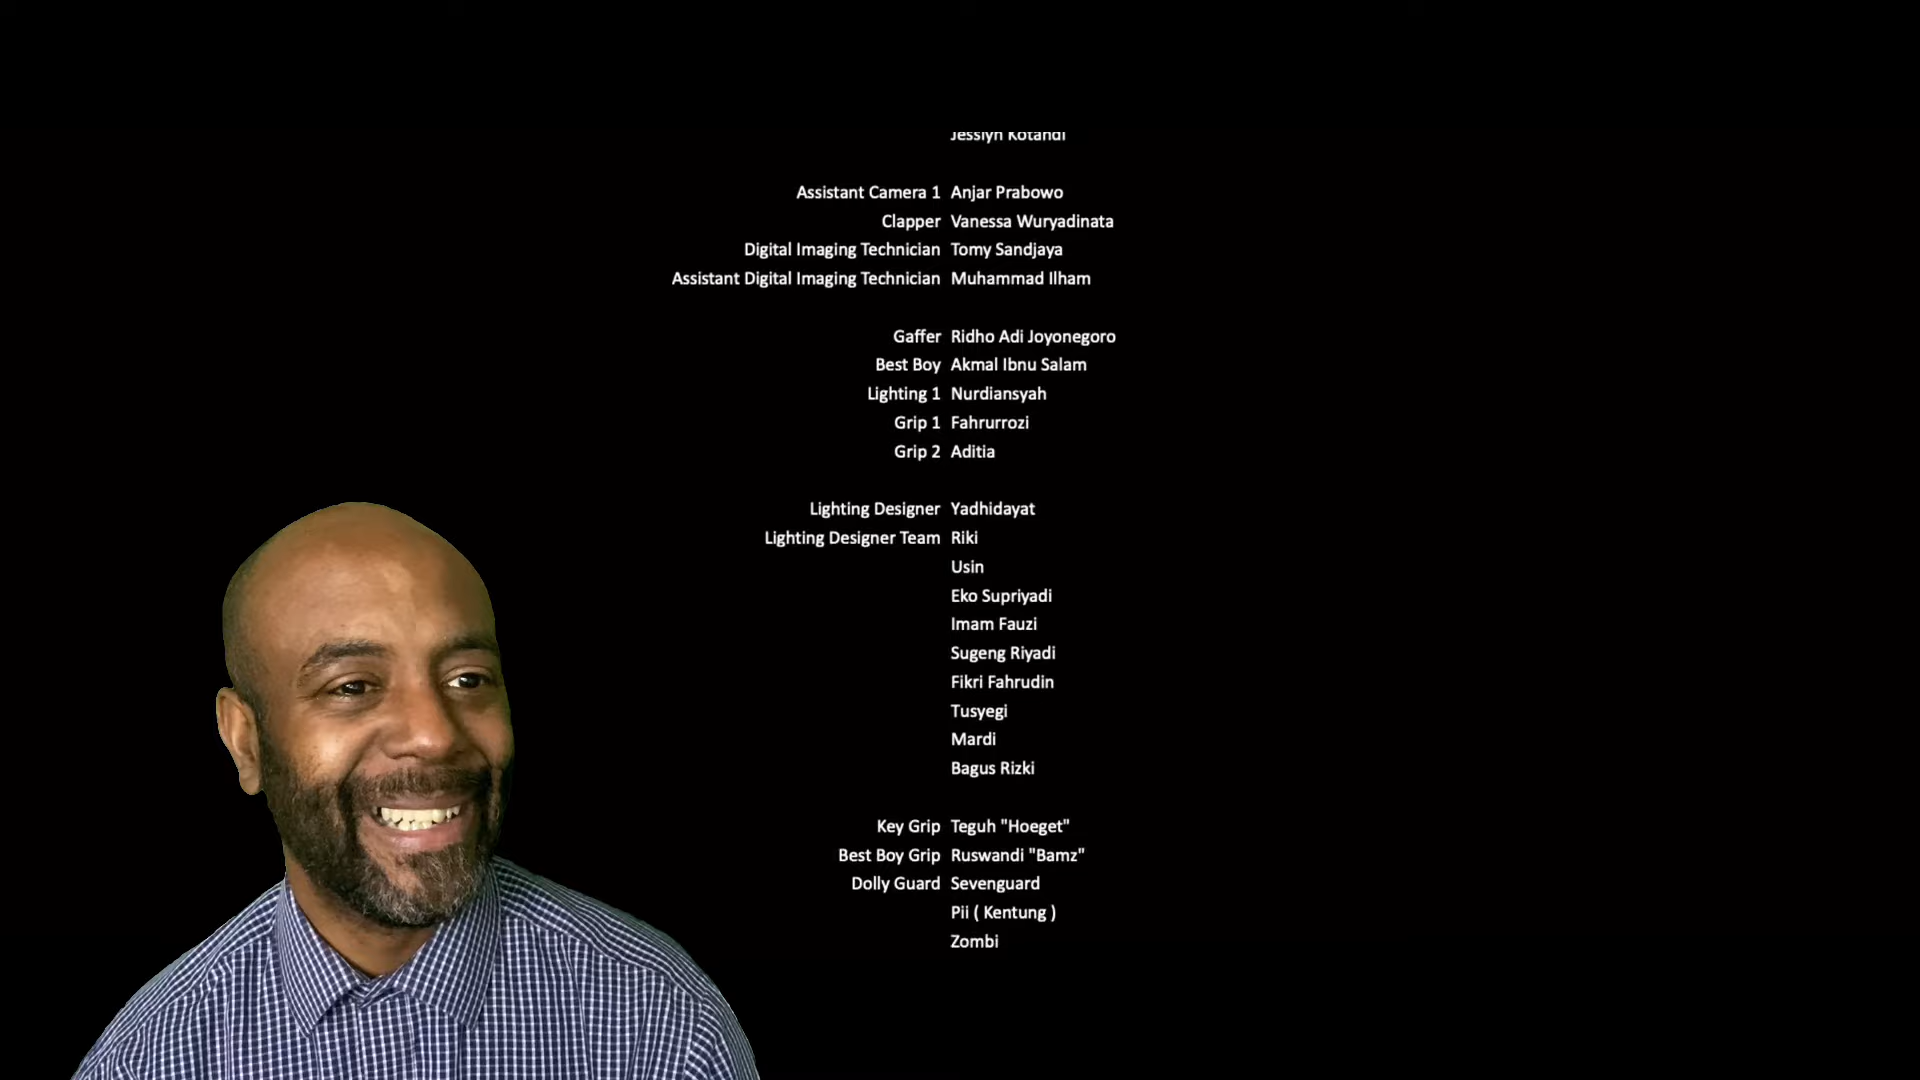 Jesslyn Kotandi
Assistant Camera 1 Anjar Prabowo
Clapper Vanessa Wuryadinata
Digital Imaging Technician Tomy Sandjaya
Assistant Digital Imaging Technician Muhammad Ilham
Gaffer Ridho Adi Joyonegoro
Best Boy Akmal Ibnu Salam
Lighting 1 Nurdiansyah
Grip 1 Fahrurrozi
Grip 2 Aditia
Lighting Designer Yadhidayat
Lighting Designer Team Riki
Usin
Eko Supriyadi
Imam Fauzi
Sugeng Riyadi
Fikri Fahrudin
Tusyegi
Mardi
Bagus Rizki
Key Grip Teguh "Hoeget"
Best Boy Grip Ruswandi "Bamz"
Dolly Guard Sevenguard
Pii ( Kentung )
Zombi